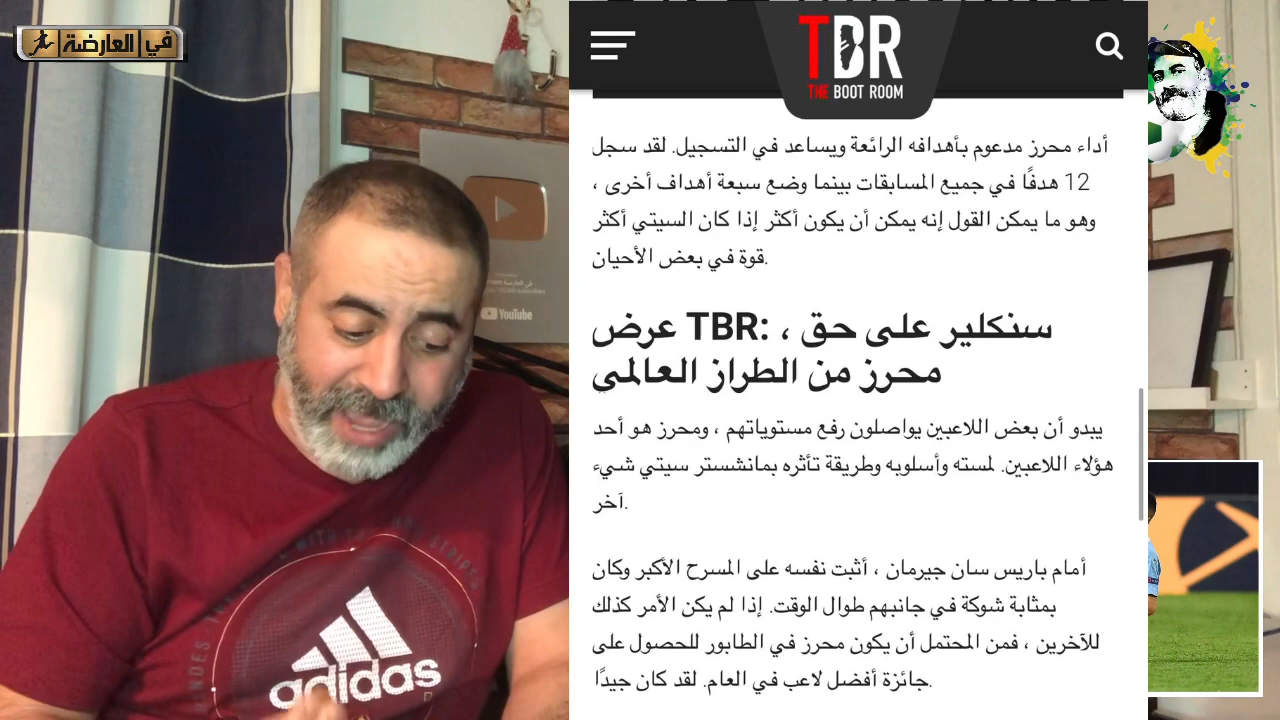 في | العارضة
TBR
THE BOOT ROOM
YouTube
adidas
أداء محرز مدعوم بأهدافه الرائعة ويساعد في التسجيل. لقد سجل
12 هدفًا في جميع المسابقات بينما وضع سبعة أهداف أخرى ،
وهو ما يمكن القول إنه يمكن أن يكون أكثر إذا كان السيتي أكثر
قوة في بعض الأحيان.
سنكلير على حق ، :TBR عرض
محرز من الطراز العالمي
يبدو أن بعض اللاعبين يواصلون رفع مستوياتهم ، ومحرز هو أحد
هؤلاء اللاعبين. لمسته وأسلوبه وطريقة تأثره بمانشستر سيتي شيء
آخر.
أمام باريس سان جيرمان ، أثبت نفسه على المسرح الأكبر وكان
بمثابة شوكة في جانبهم طوال الوقت. إذا لم يكن الأمر كذلك
للآخرين ، فمن المحتمل أن يكون محرز في الطابور للحصول على
جائزة أفضل لاعب في العام. لقد كان جيدًا.